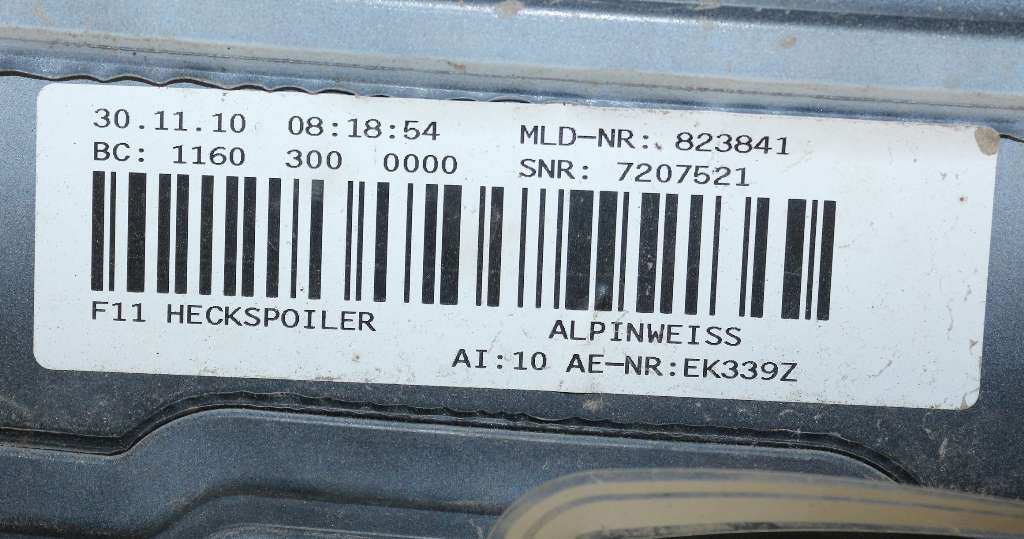 30.11.10 08:18:54 MLD-NR: 823841
BC: 1160 300 0000 SNR: 7207521
F11 HECKSPOILER ALPINWEISS
AI:10 AE-NR:EK339Z